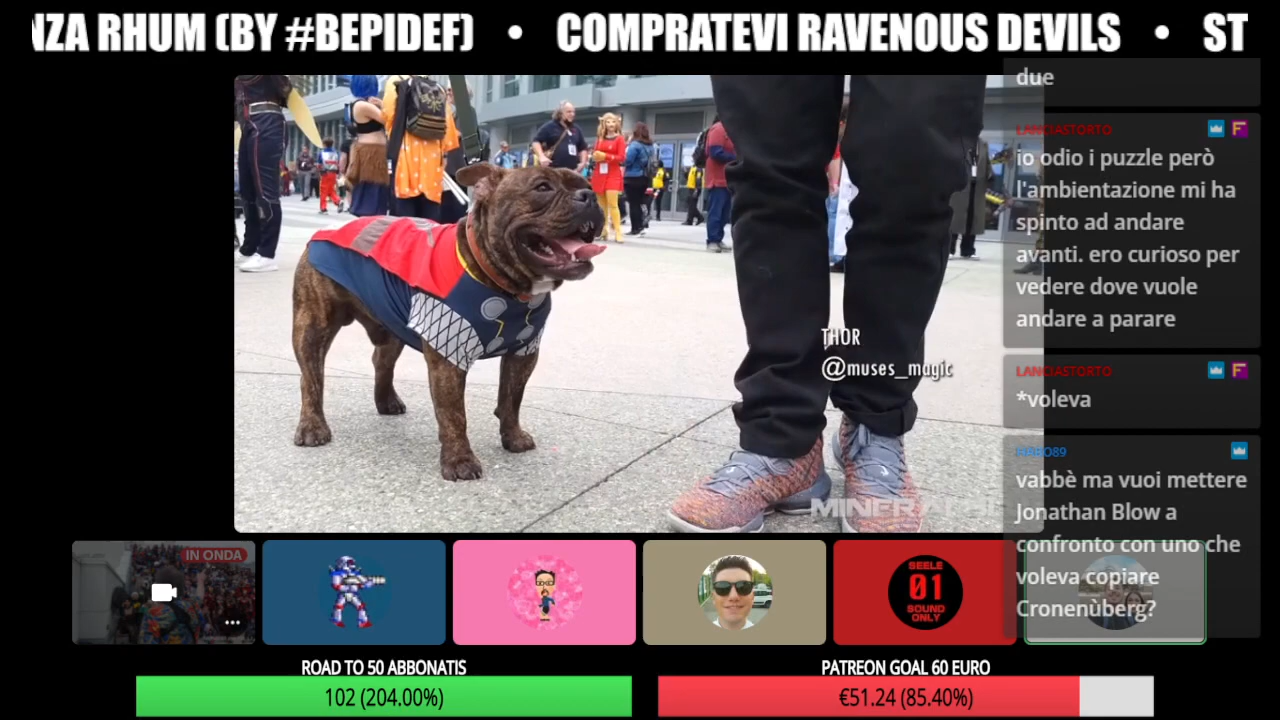 NZA RHUM (BY #BEPIDEF) • COMPRATEVI RAVENOUS DEVILS • ST
due
LANCIASTORTO
io odio i puzzle però
l'ambientazione mi ha
spinto ad andare
avanti. ero curioso per
vedere dove vuole
andare a parare
LANCIASTORTO
*voleva
vabbè ma vuoi mettere
Jonathan Blow a
confronto con uno che
voleva copiare
Cronenùberg?
THOR
@muses_magic
IN ONDA
SEELE
01
SOUND
ONLY
ROAD TO 50 ABBONATIS
102 (204.00%)
PATREON GOAL 60 EURO
€51.24 (85.40%)